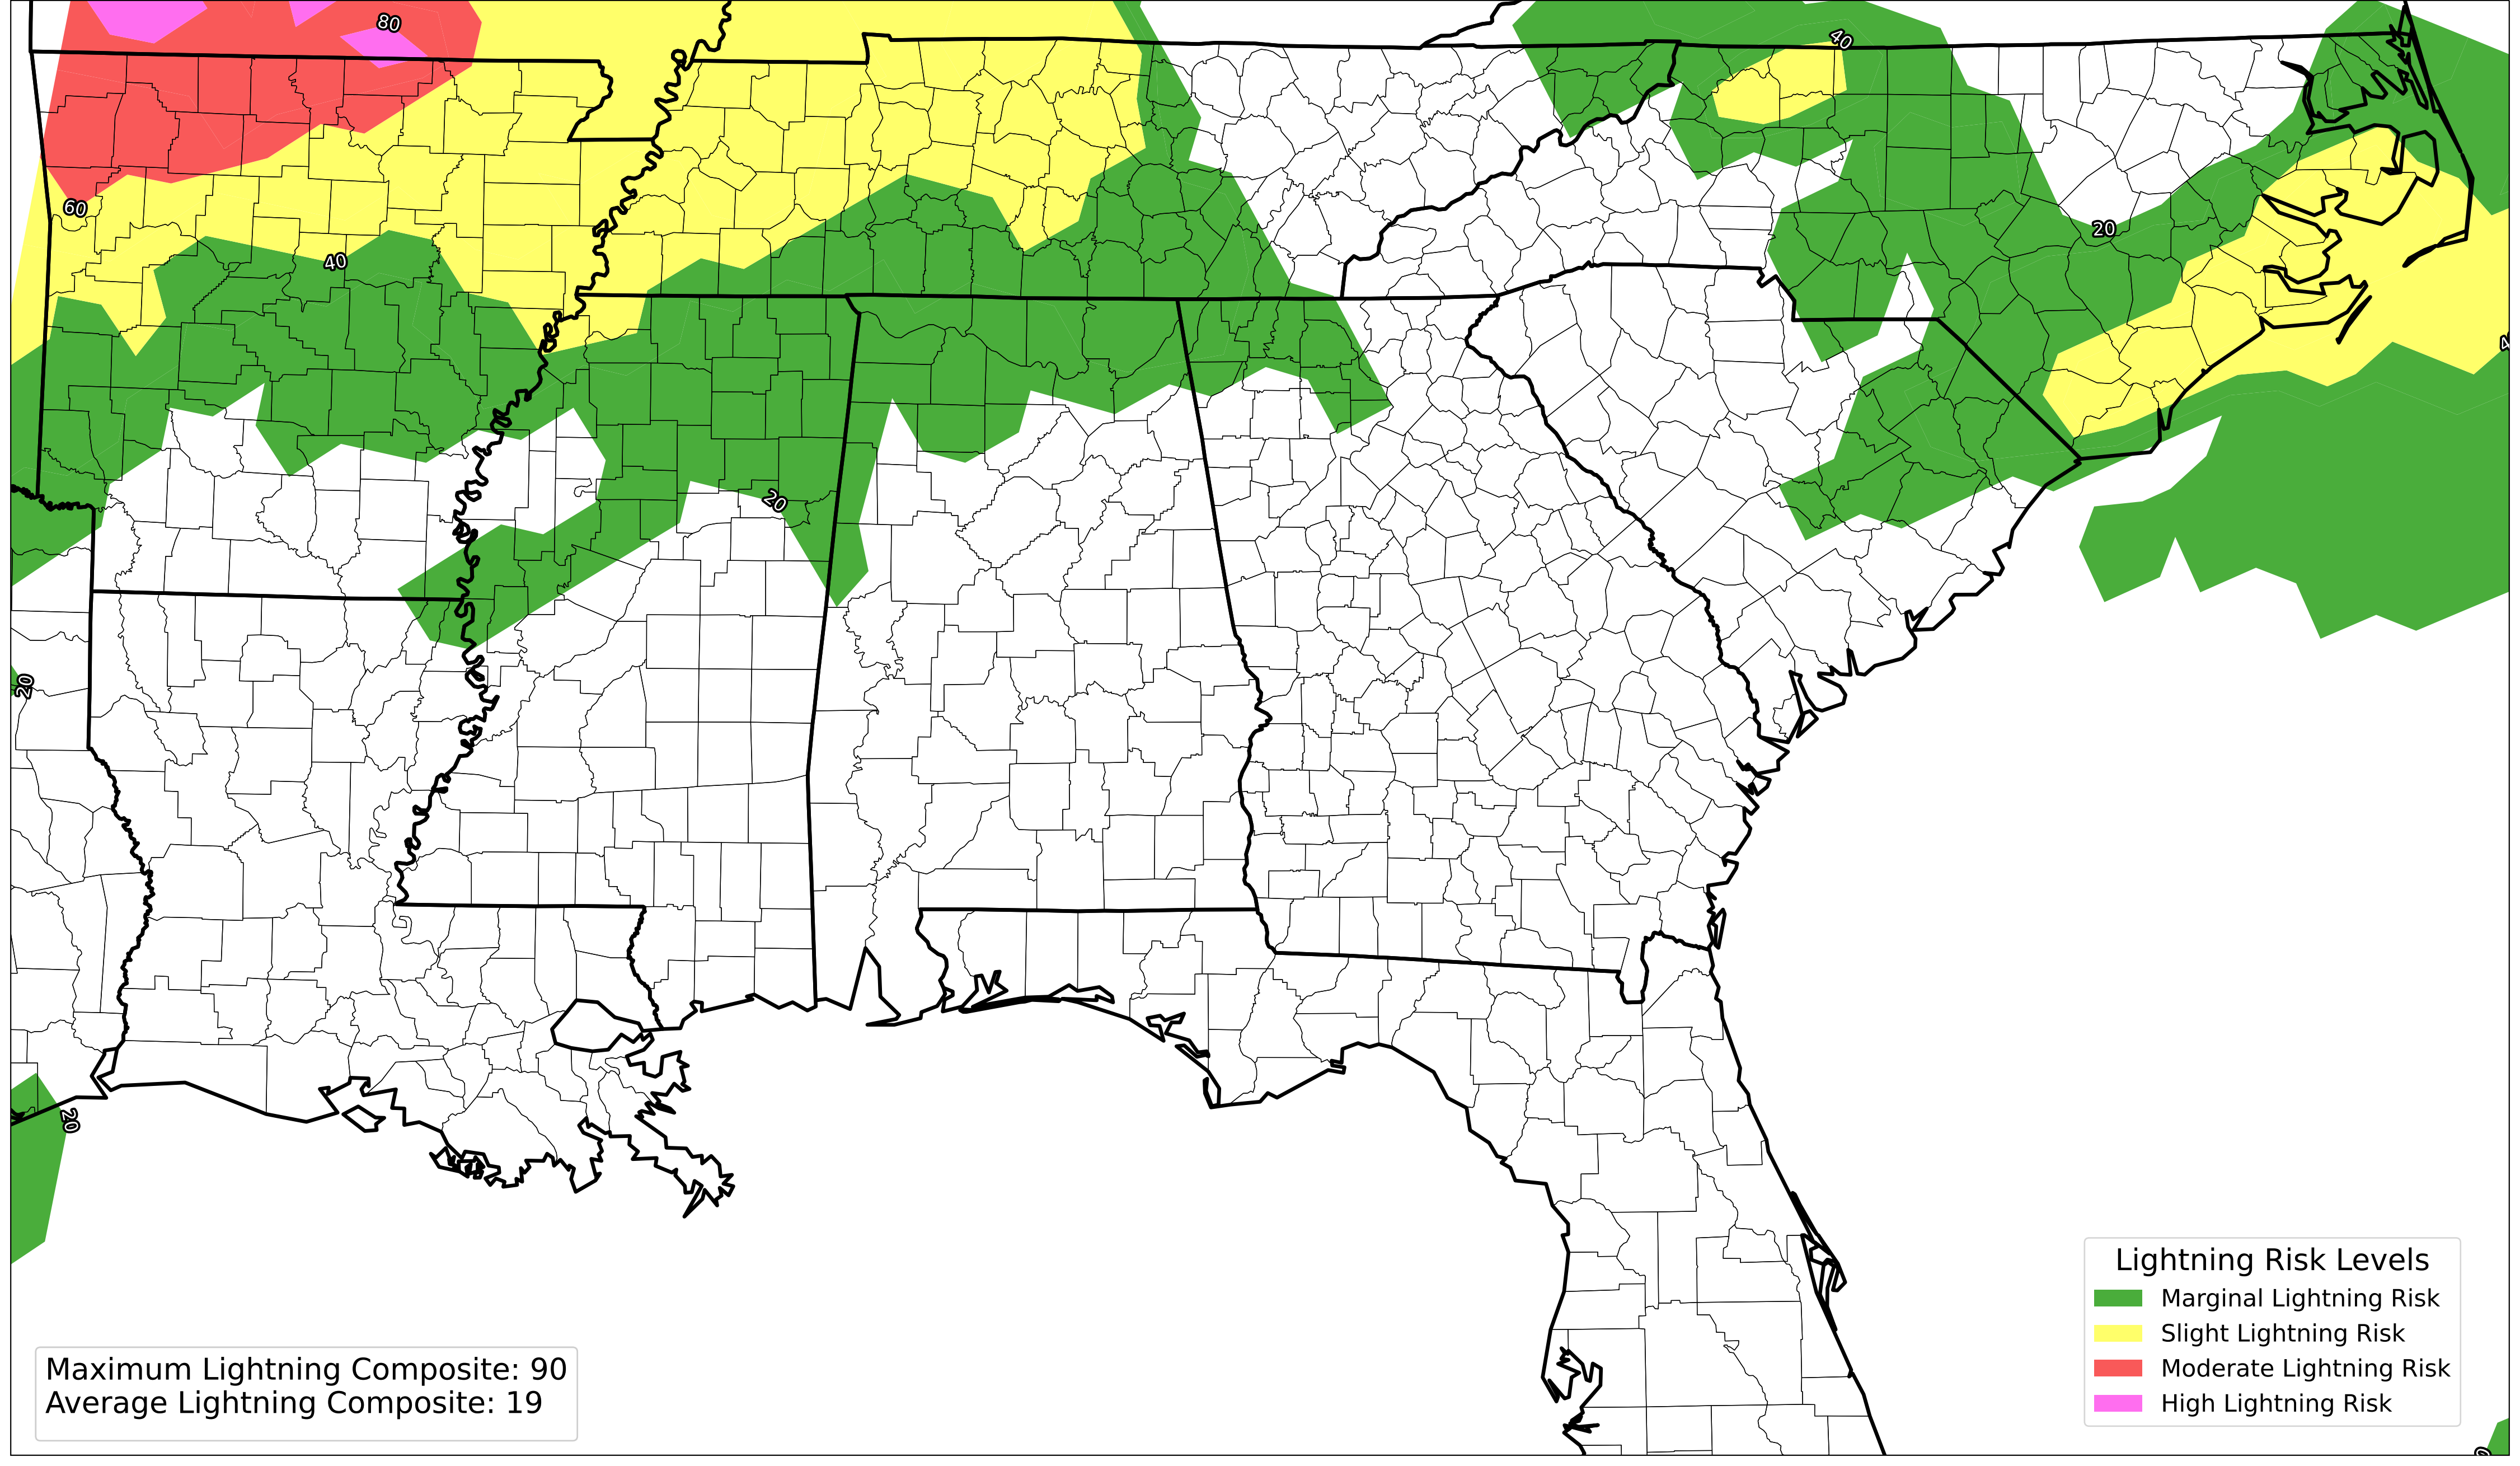 80
40
60
20
40
20
20
20
Lightning Risk Levels
Marginal Lightning Risk
Slight Lightning Risk
Moderate Lightning Risk
High Lightning Risk
Maximum Lightning Composite: 90
Average Lightning Composite: 19